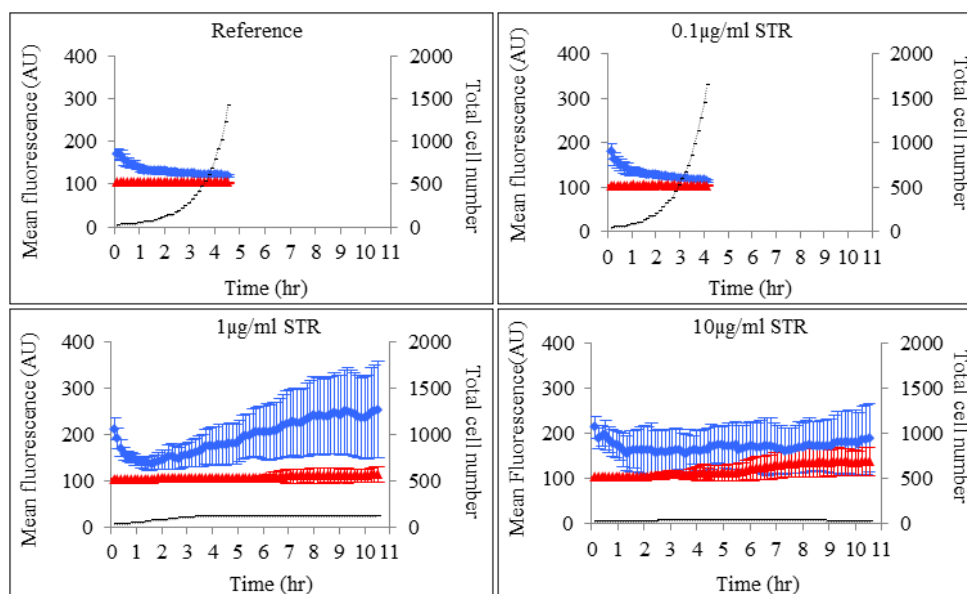 Reference
Mean fluorescence (AU)
400
300
200
100
0
2000
1500
1000
500
0
Total cell number
0 1 2 3 4 5 6 7 8 9 10 11
Time (hr)
0.1μg/ml STR
Mean fluorescence (AU)
400
300
200
100
0
2000
1500
1000
500
0
Total cell number
0 1 2 3 4 5 6 7 8 9 10 11
Time (hr)
1μg/ml STR
Mean fluorescence (AU)
400
300
200
100
0
2000
1500
1000
500
0
Total cell number
0 1 2 3 4 5 6 7 8 9 10 11
Time (hr)
10μg/ml STR
Mean Fluorescence(AU)
400
300
200
100
0
2000
1500
1000
500
0
Total cell number
0 1 2 3 4 5 6 7 8 9 10 11
Time (hr)